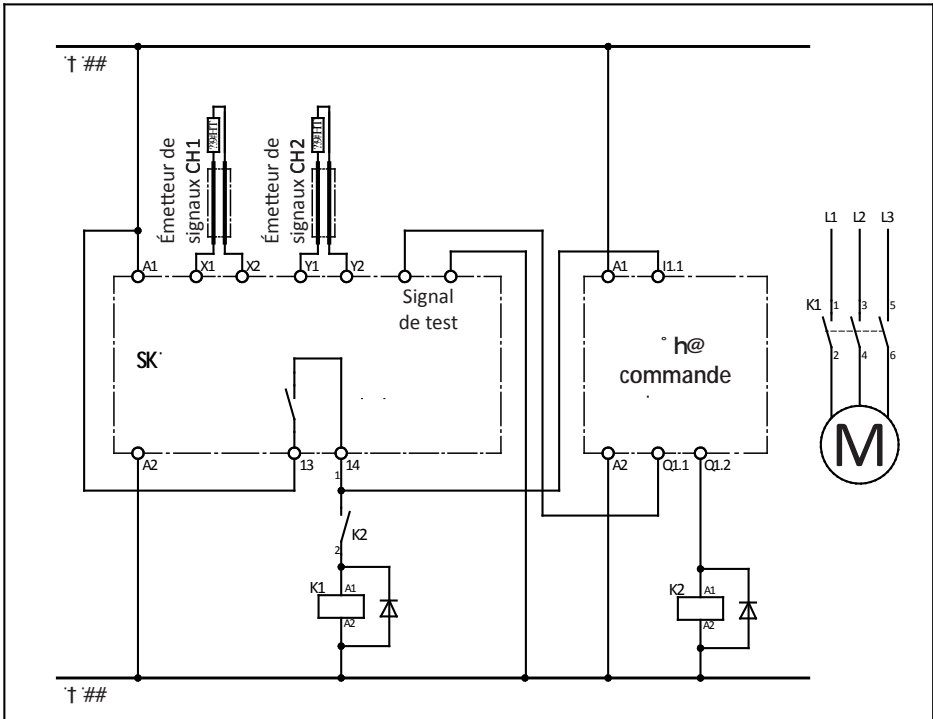 Émetteur de
signaux CH1
Émetteur de
signaux CH2
L1 L2 L3
A1 X1 X2 Y1 Y2 A1 I1.1
Signal
de test
K1 1 3 5
2 4 6
SK
commande
M
A2 13 14 A2 Q1.1 Q1.2
1
K2
2
K1 A1
A2
K2 A1
A2